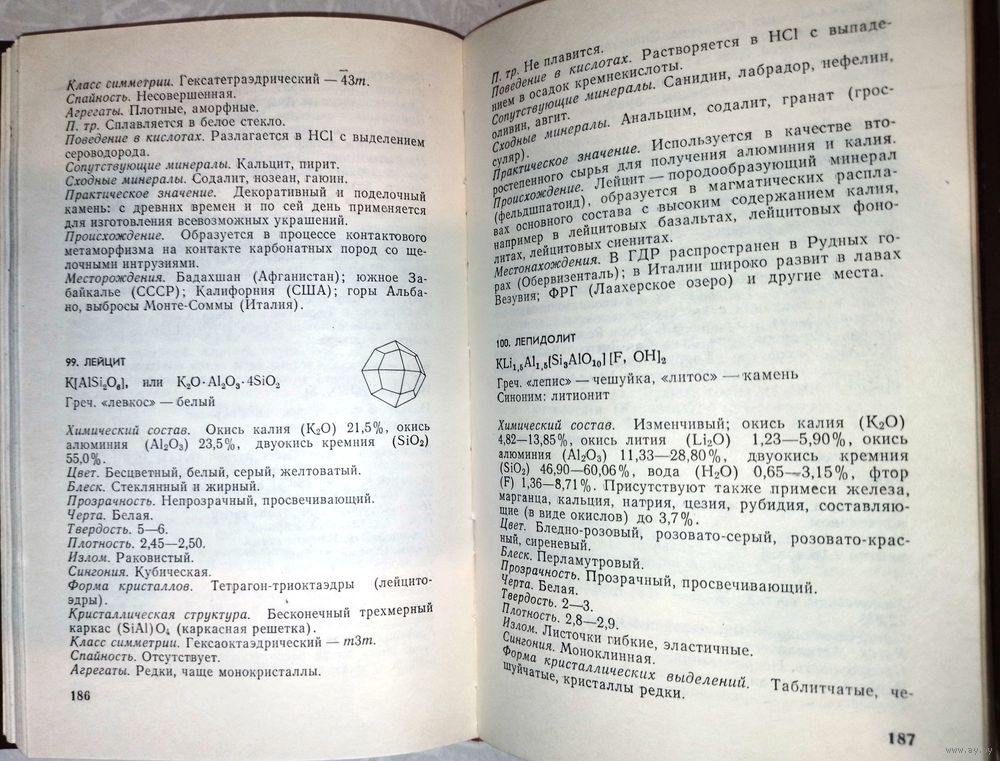 Класс симметрии. Гексатетраэдрический — 4̅3m.
Спайность. Несовершенная.
Агрегаты. Плотные, аморфные.
П. тр. Сплавляется в белое стекло.
Поведение в кислотах. Разлагается в HCl с выделением
сероводорода.
Сопутствующие минералы. Кальцит, пирит.
Сходные минералы. Содалит, нозеан, гаюин.
Практическое значение. Декоративный и поделочный
камень: с древних времен и по сей день применяется
для изготовления всевозможных украшений.
Происхождение. Образуется в процессе контактового
метаморфизма на контакте карбонатных пород со ще-
лочными интрузиями.
Месторождения. Бадахшан (Афганистан); южное За-
байкалье (СССР); Калифорния (США); горы Альба-
но, выбросы Монте-Соммы (Италия).
99. ЛЕЙЦИТ
K[AlSi₂O₆], или K₂O·Al₂O₃·4SiO₂
Греч. «левкос» — белый
Химический состав. Окись калия (K₂O) 21,5%, окись
алюминия (Al₂O₃) 23,5%, двуокись кремния (SiO₂)
55,0%.
Цвет. Бесцветный, белый, серый, желтоватый.
Блеск. Стеклянный и жирный.
Прозрачность. Непрозрачный, просвечивающий.
Черта. Белая.
Твердость. 5—6.
Плотность. 2,45—2,50.
Излом. Раковистый.
Сингония. Кубическая.
Форма кристаллов. Тетрагон-триоктаэдры (лейцито-
эдры).
Кристаллическая структура. Бесконечный трехмерный
каркас (SiAl)O₄ (каркасная решетка).
Класс симметрии. Гексаоктаэдрический — m3m.
Спайность. Отсутствует.
Агрегаты. Редки, чаще монокристаллы.
186
П. тр. Не плавится.
Поведение в кислотах. Растворяется в HCl с выпаде-
нием в осадок кремнекислоты.
Сопутствующие минералы. Санидин, лабрадор, нефелин,
оливин, авгит.
Сходные минералы. Анальцим, содалит, гранат (грос-
суляр).
Практическое значение. Используется в качестве вто-
ростепенного сырья для получения алюминия и калия.
Происхождение. Лейцит — породообразующий минерал
(фельдшпатоид), образуется в магматических распла-
вах основного состава с высоким содержанием калия,
например в лейцитовых базальтах, лейцитовых фоно-
литах, лейцитовых сиенитах.
Местонахождения. В ГДР распространен в Рудных го-
рах (Обервизенталь); в Италии широко развит в лавах
Везувия; ФРГ (Лаахерское озеро) и другие места.
100. ЛЕПИДОЛИТ
KLi₁,₅Al₁,₅[Si₃AlO₁₀] [F, OH]₂
Греч. «лепис» — чешуйка, «литос» — камень
Синоним: литионит
Химический состав. Изменчивый; окись калия (K₂O)
4,82—13,85%, окись лития (Li₂O) 1,23—5,90%, окись
алюминия (Al₂O₃) 11,33—28,80%, двуокись кремния
(SiO₂) 46,90—60,06%, вода (H₂O) 0,65—3,15%, фтор
(F) 1,36—8,71%. Присутствуют также примеси железа,
марганца, кальция, натрия, цезия, рубидия, составляю-
щие (в виде окислов) до 3,7%.
Цвет. Бледно-розовый, розовато-серый, розовато-крас-
ный, сиреневый.
Блеск. Перламутровый.
Прозрачность. Прозрачный, просвечивающий.
Черта. Белая.
Твердость. 2—3.
Плотность. 2,8—2,9.
Излом. Листочки гибкие, эластичные.
Сингония. Моноклинная.
Форма кристаллических выделений. Таблитчатые, че-
шуйчатые, кристаллы редки.
187
www.ay.by